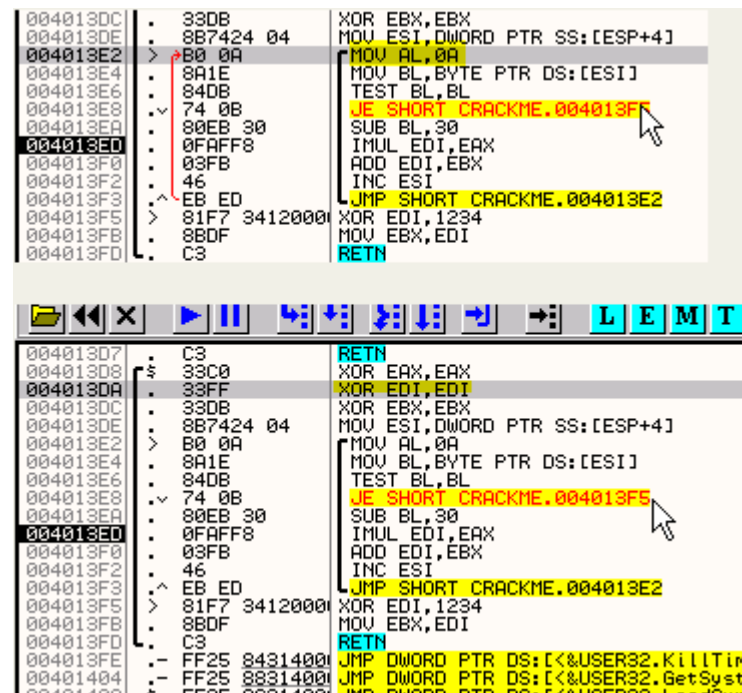 004013DC . 33DB XOR EBX,EBX
004013DE . 8B7424 04 MOV ESI,DWORD PTR SS:[ESP+4]
004013E2 > B0 0A MOV AL,0A
004013E4 . 8A1E MOV BL,BYTE PTR DS:[ESI]
004013E6 . 84DB TEST BL,BL
004013E8 .v 74 0B JE SHORT CRACKME.004013F5
004013EA . 80EB 30 SUB BL,30
004013ED . 0FAFF8 IMUL EDI,EAX
004013F0 . 03FB ADD EDI,EBX
004013F2 . 46 INC ESI
004013F3 .^ EB ED JMP SHORT CRACKME.004013E2
004013F5 > 81F7 34120000 XOR EDI,1234
004013FB . 8BDF MOV EBX,EDI
004013FD . C3 RETN
L E M T
004013D7 . C3 RETN
004013D8 $ 33C0 XOR EAX,EAX
004013DA . 33FF XOR EDI,EDI
004013DC . 33DB XOR EBX,EBX
004013DE . 8B7424 04 MOV ESI,DWORD PTR SS:[ESP+4]
004013E2 > B0 0A MOV AL,0A
004013E4 . 8A1E MOV BL,BYTE PTR DS:[ESI]
004013E6 . 84DB TEST BL,BL
004013E8 .v 74 0B JE SHORT CRACKME.004013F5
004013EA . 80EB 30 SUB BL,30
004013ED . 0FAFF8 IMUL EDI,EAX
004013F0 . 03FB ADD EDI,EBX
004013F2 . 46 INC ESI
004013F3 .^ EB ED JMP SHORT CRACKME.004013E2
004013F5 > 81F7 34120000 XOR EDI,1234
004013FB . 8BDF MOV EBX,EDI
004013FD . C3 RETN
004013FE .- FF25 84314000 JMP DWORD PTR DS:[<&USER32.KillTim
00401404 .- FF25 88314000 JMP DWORD PTR DS:[<&USER32.GetSyst